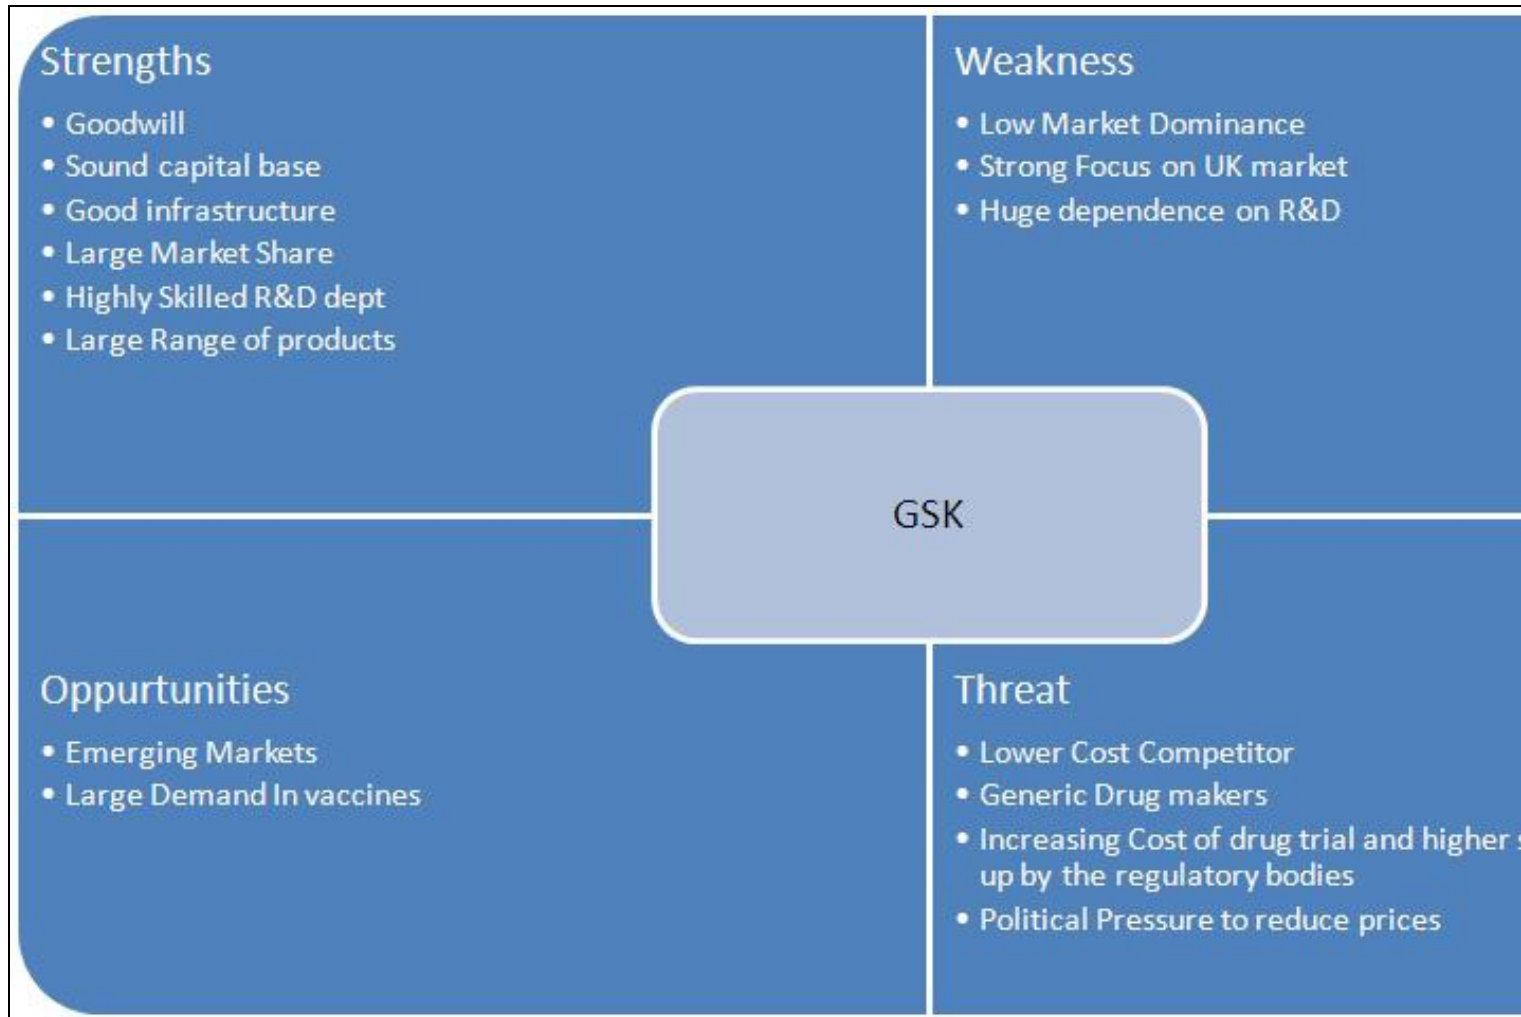 Strengths
• Goodwill
• Sound capital base
• Good infrastructure
• Large Market Share
• Highly Skilled R&D dept
• Large Range of products
Weakness
• Low Market Dominance
• Strong Focus on UK market
• Huge dependence on R&D
GSK
Oppurtunities
• Emerging Markets
• Large Demand In vaccines
Threat
• Lower Cost Competitor
• Generic Drug makers
• Increasing Cost of drug trial and higher
up by the regulatory bodies
• Political Pressure to reduce prices